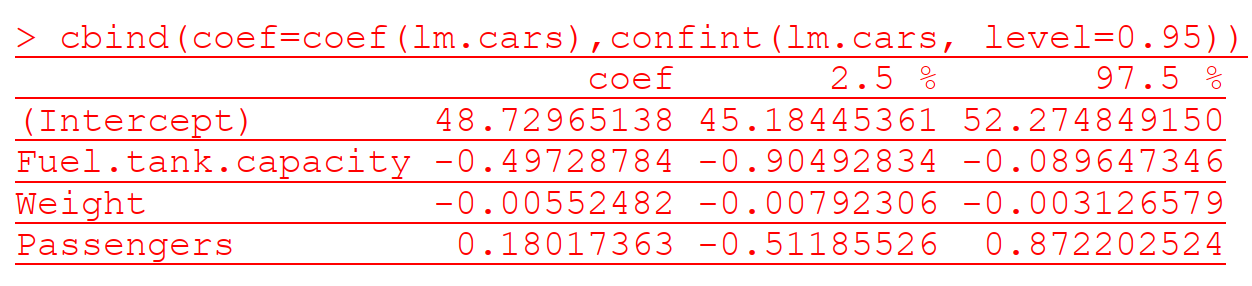 > cbind(coef=coef(lm.cars),confint(lm.cars, level=0.95))
coef 2.5 % 97.5 %
(Intercept) 48.72965138 45.18445361 52.274849150
Fuel.tank.capacity -0.49728784 -0.90492834 -0.089647346
Weight -0.00552482 -0.00792306 -0.003126579
Passengers 0.18017363 -0.51185526 0.872202524